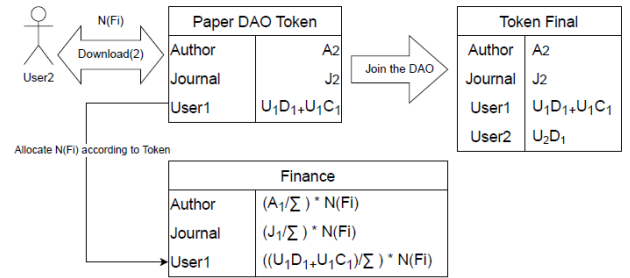 N(Fi)
Download(2)
User2
Paper DAO Token
Author A2
Journal J2
User1 U₁D₁+U₁C₁
Join the DAO
Token Final
Author A2
Journal J2
User1 U₁D₁+U₁C₁
User2 U₂D₁
Allocate N(Fi) according to Token
Finance
Author (A₁/∑ ) * N(Fi)
Journal (J₁/∑ ) * N(Fi)
User1 ((U₁D₁+U₁C₁)/∑ ) * N(Fi)